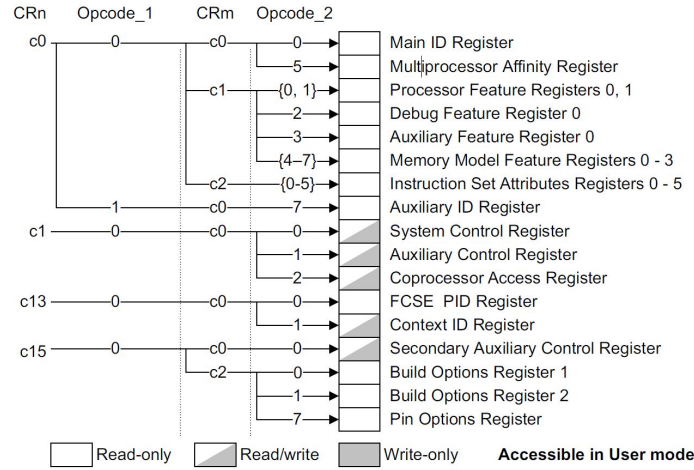 CRn Opcode_1 CRm Opcode_2
c0 0 c0 0 Main ID Register
5 Multiprocessor Affinity Register
c1 {0, 1} Processor Feature Registers 0, 1
2 Debug Feature Register 0
3 Auxiliary Feature Register 0
{4–7} Memory Model Feature Registers 0 - 3
c2 {0-5} Instruction Set Attributes Registers 0 - 5
1 c0 7 Auxiliary ID Register
c1 0 c0 0 System Control Register
1 Auxiliary Control Register
2 Coprocessor Access Register
c13 0 c0 0 FCSE PID Register
1 Context ID Register
c15 0 c0 0 Secondary Auxiliary Control Register
c2 0 Build Options Register 1
1 Build Options Register 2
7 Pin Options Register
Read-only Read/write Write-only Accessible in User mode